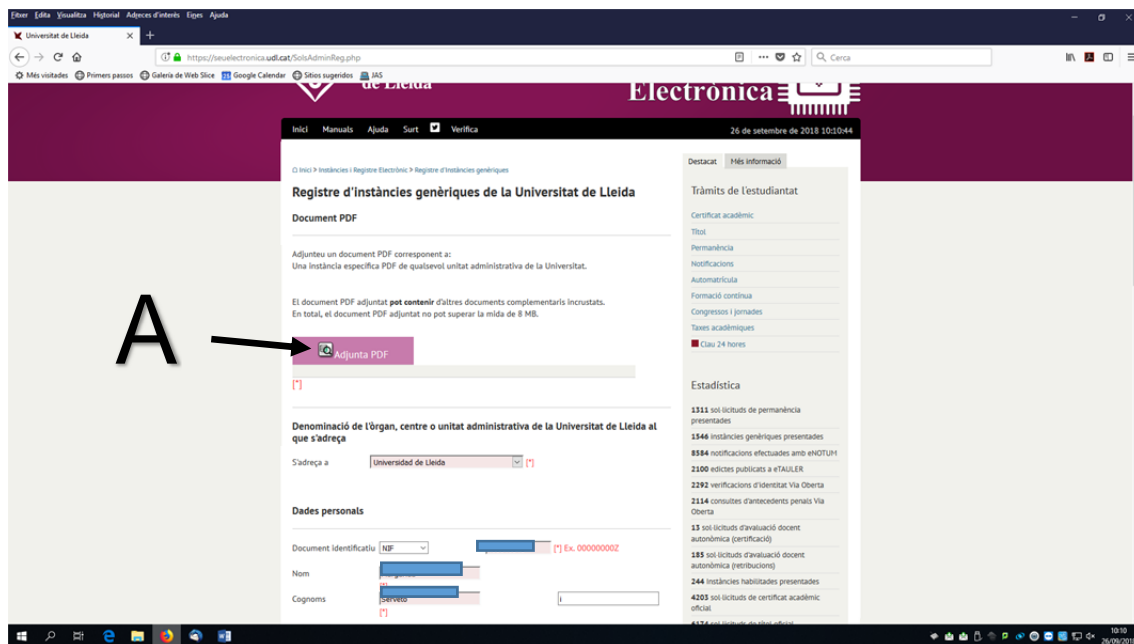 Fitxer Edita Visualitza Historial Adreces d'interès Eines Ajuda
Universitat de Lleida
https://seuelectronica.udl.cat/SolsAdminReg.php
Cerca
Més visitades Primers passos Galeria de Web Slice Google Calendar Sitios sugeridos JAS
de Lleida
Electrònica
Inici Manuals Ajuda Surt Verifica
26 de setembre de 2018 10:10:44
Inici > Instàncies i Registre Electrònic > Registre d'Instàncies genèriques
Registre d'instàncies genèriques de la Universitat de Lleida
Document PDF
Adjunteu un document PDF corresponent a:
Una instància específica PDF de qualsevol unitat administrativa de la Universitat.
El document PDF adjuntat pot contenir d'altres documents complementaris incrustats.
En total, el document PDF adjuntat no pot superar la mida de 8 MB.
A
Adjunta PDF
[*]
Denominació de l'òrgan, centre o unitat administrativa de la Universitat de Lleida al
que s'adreça
S'adreça a Universidad de Lleida [*]
Dades personals
Document identificatiu NIF [*] Ex. 00000000Z
Nom
[*]
Cognoms i
[*]
Destacat Més informació
Tràmits de l'estudiantat
Certificat acadèmic
Títol
Permanència
Notificacions
Automatrícula
Formació contínua
Congressos i jornades
Taxes acadèmiques
Clau 24 hores
Estadística
1311 sol·licituds de permanència
presentades
1546 instàncies genèriques presentades
8584 notificacions efectuades amb eNOTUM
2100 edictes publicats a eTAULER
2292 verificacions d'identitat Via Oberta
2114 consultes d'antecedents penals Via
Oberta
13 sol·licituds d'avaluació docent
autonòmica (certificació)
185 sol·licituds d'avaluació docent
autonòmica (retribucions)
244 Instàncies habilitades presentades
4203 sol·licituds de certificat acadèmic
oficial
6174 sol·licituds de títol oficial
10:10
26/09/2018